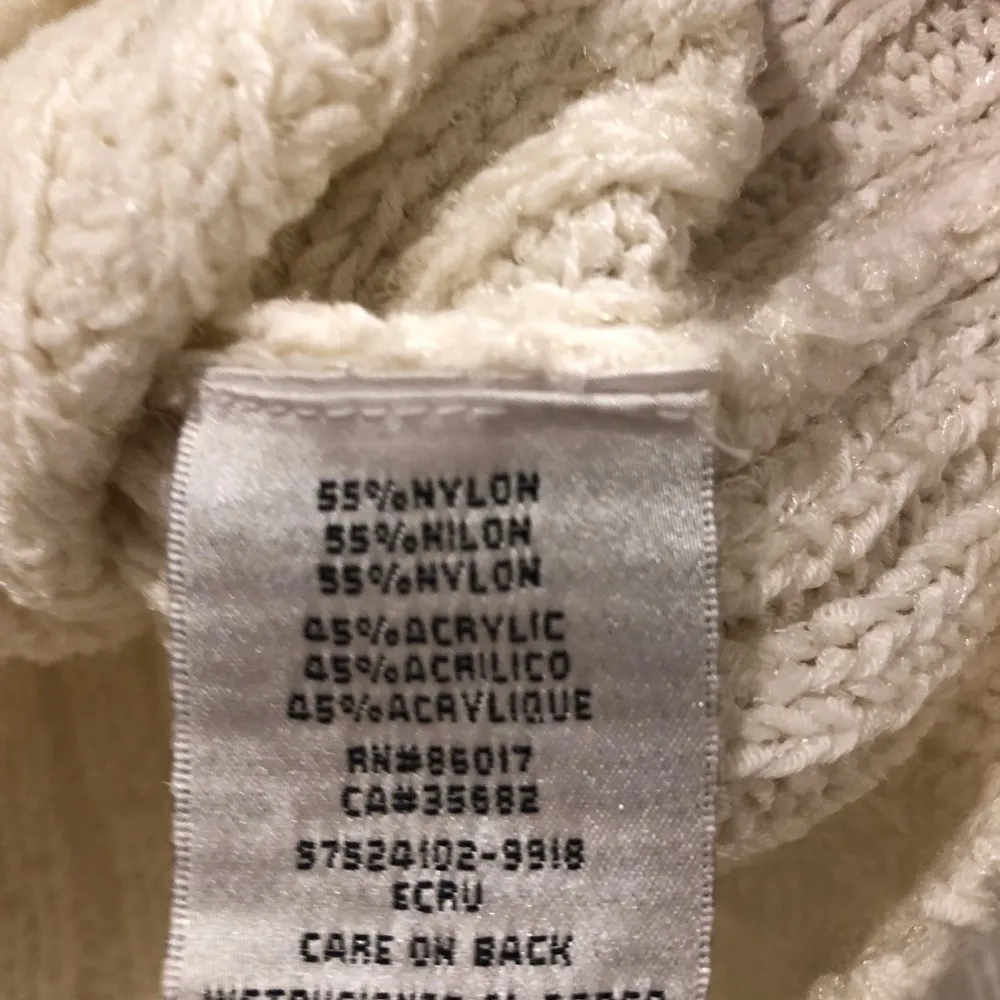 55%NYLON
55%NILON
55%NYLON
45%ACRYLIC
45%ACRILICO
45%ACRYLIQUE
RN#86017
CA#35682
57524102-9918
ECRU
CARE ON BACK